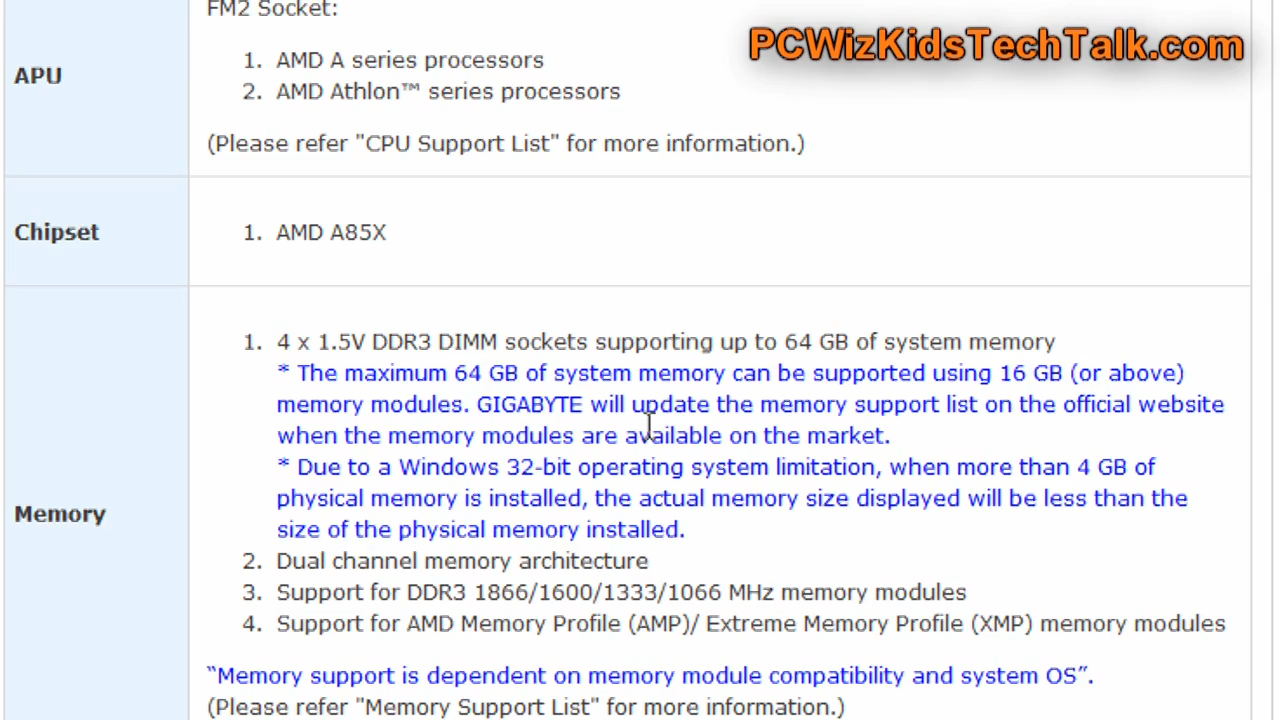 FM2 Socket:
PCWizKidsTechTalk.com
APU
1. AMD A series processors
2. AMD Athlon™ series processors
(Please refer "CPU Support List" for more information.)
Chipset
1. AMD A85X
Memory
1. 4 x 1.5V DDR3 DIMM sockets supporting up to 64 GB of system memory
* The maximum 64 GB of system memory can be supported using 16 GB (or above)
memory modules. GIGABYTE will update the memory support list on the official website
when the memory modules are available on the market.
* Due to a Windows 32-bit operating system limitation, when more than 4 GB of
physical memory is installed, the actual memory size displayed will be less than the
size of the physical memory installed.
2. Dual channel memory architecture
3. Support for DDR3 1866/1600/1333/1066 MHz memory modules
4. Support for AMD Memory Profile (AMP)/ Extreme Memory Profile (XMP) memory modules
“Memory support is dependent on memory module compatibility and system OS”.
(Please refer "Memory Support List" for more information.)